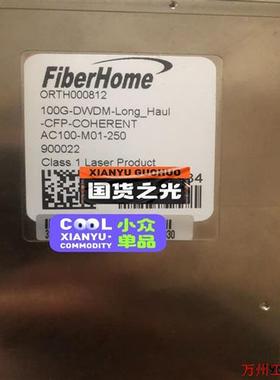 FiberHome
ORTH000812
100G-DWDM-Long_Haul
-CFP-COHERENT
AC100-M01-250
900022
Class 1 Laser Product
XIANYU GUCHUO
国货之光
COOL
XIANYU-
COMMODITY
小众
单品